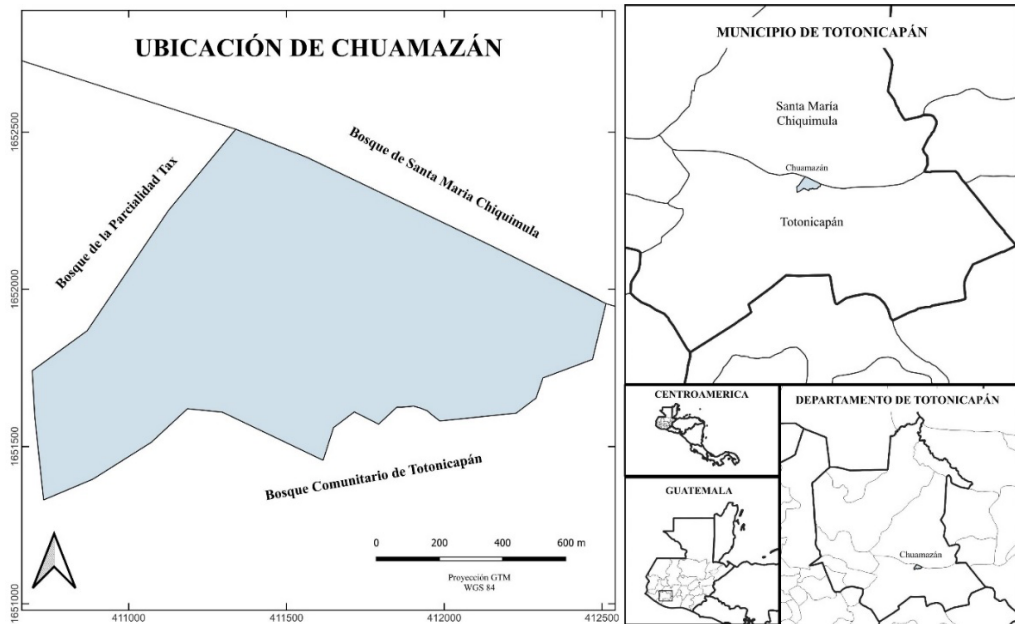 UBICACIÓN DE CHUAMAZÁN
1652500
1652000
1651500
1651000
Bosque de la Parcialidad Tax
Bosque de Santa María Chiquimula
Bosque Comunitario de Totonicapán
0 200 400 600 m
Proyección GTM
WGS 84
411000 411500 412000 412500
MUNICIPIO DE TOTONICAPÁN
Santa María
Chiquimula
Chuamazán
Totonicapán
CENTROAMERICA
GUATEMALA
DEPARTAMENTO DE TOTONICAPÁN
Chuamazán